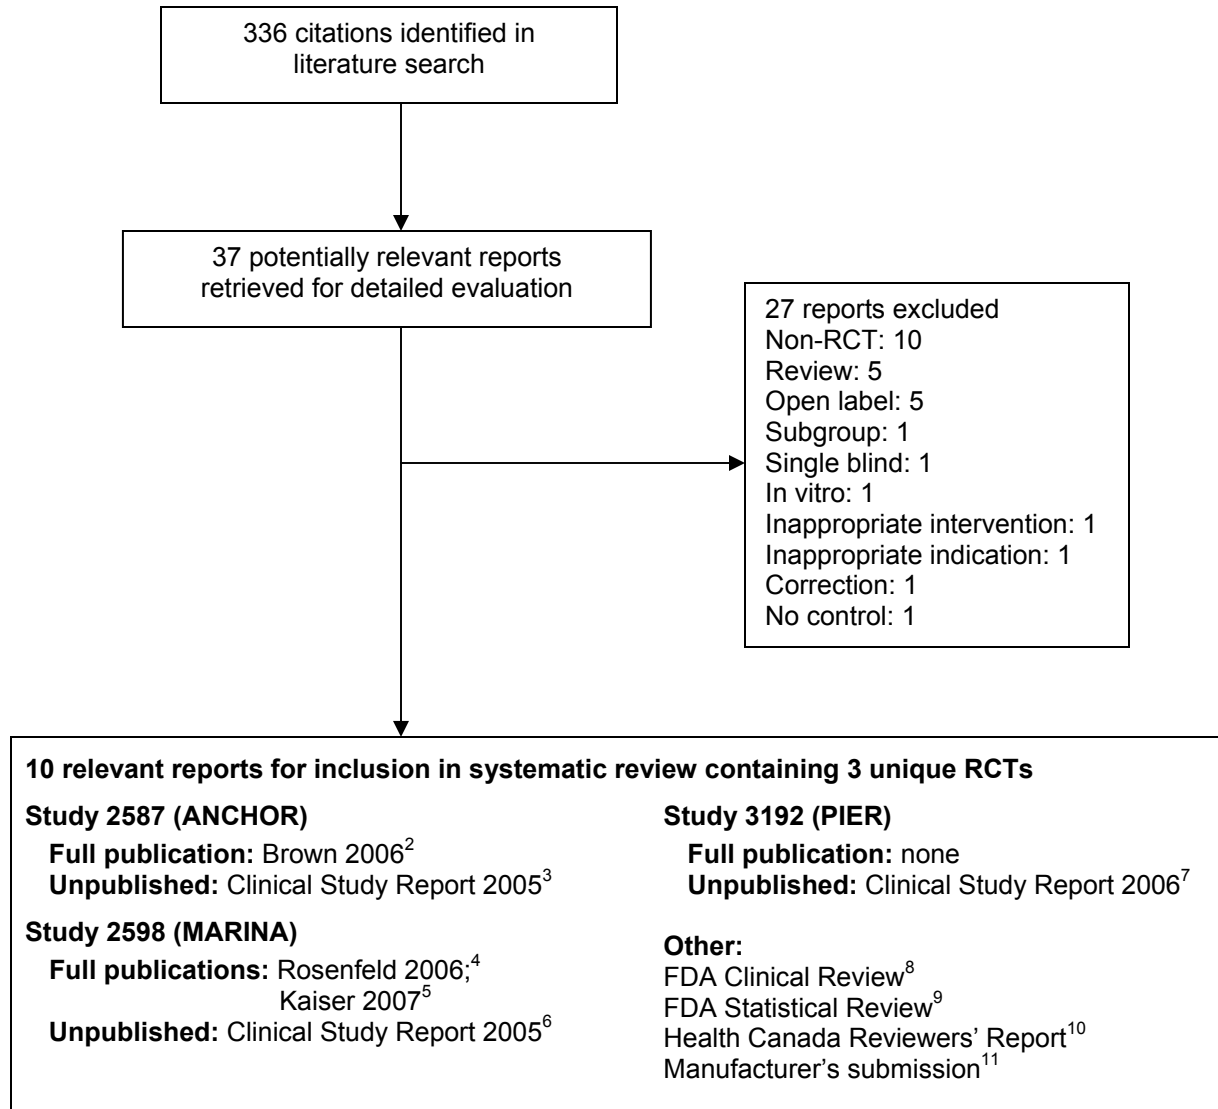 336 citations identified in
literature search
37 potentially relevant reports
retrieved for detailed evaluation
27 reports excluded
Non-RCT: 10
Review: 5
Open label: 5
Subgroup: 1
Single blind: 1
In vitro: 1
Inappropriate intervention: 1
Inappropriate indication: 1
Correction: 1
No control: 1
10 relevant reports for inclusion in systematic review containing 3 unique RCTs
Study 2587 (ANCHOR)
Full publication: Brown 2006²
Unpublished: Clinical Study Report 2005³
Study 2598 (MARINA)
Full publications: Rosenfeld 2006;⁴
Kaiser 2007⁵
Unpublished: Clinical Study Report 2005⁶
Study 3192 (PIER)
Full publication: none
Unpublished: Clinical Study Report 2006⁷
Other:
FDA Clinical Review⁸
FDA Statistical Review⁹
Health Canada Reviewers’ Report¹⁰
Manufacturer’s submission¹¹